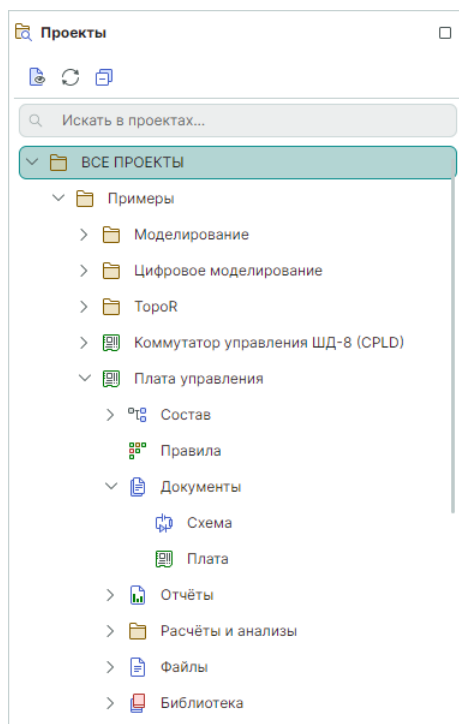 Проекты
Искать в проектах...
ВСЕ ПРОЕКТЫ
Примеры
Моделирование
Цифровое моделирование
TopoR
Коммутатор управления ШД-8 (CPLD)
Плата управления
Состав
Правила
Документы
Схема
Плата
Отчёты
Расчёты и анализы
Файлы
Библиотека